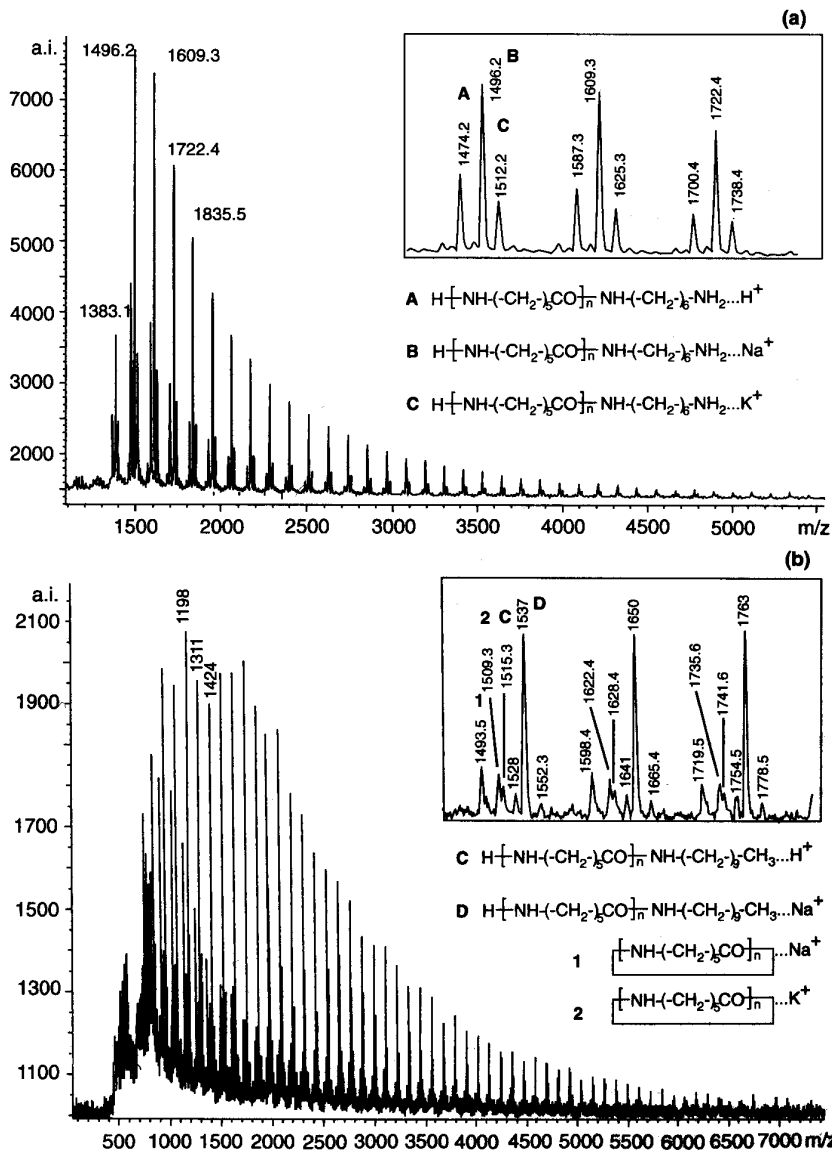 (a)
a.i.
1496.2
1609.3
1722.4
1835.5
1383.1
7000
6000
5000
4000
3000
2000
A
B
C
1474.2
1496.2
1512.2
1587.3
1609.3
1625.3
1700.4
1722.4
1738.4
A H-[-NH-(-CH₂-)₅CO-]ₙ-NH-(-CH₂-)₆-NH₂...H⁺
B H-[-NH-(-CH₂-)₅CO-]ₙ-NH-(-CH₂-)₆-NH₂...Na⁺
C H-[-NH-(-CH₂-)₅CO-]ₙ-NH-(-CH₂-)₆-NH₂...K⁺
1500 2000 2500 3000 3500 4000 4500 5000 m/z
(b)
a.i.
1198
1311
1424
2100
1900
1700
1500
1300
1100
1
2 C D
1493.5
1509.3
1515.3
1528
1537
1552.3
1598.4
1622.4
1628.4
1641
1650
1665.4
1719.5
1735.6
1741.6
1754.5
1763
1778.5
C H-[-NH-(-CH₂-)₅CO-]ₙ-NH-(-CH₂-)₉-CH₃...H⁺
D H-[-NH-(-CH₂-)₅CO-]ₙ-NH-(-CH₂-)₉-CH₃...Na⁺
1 [-NH-(-CH₂-)₅CO-]ₙ...Na⁺
2 [-NH-(-CH₂-)₅CO-]ₙ...K⁺
500 1000 1500 2000 2500 3000 3500 4000 4500 5000 5500 6000 6500 7000 m/z